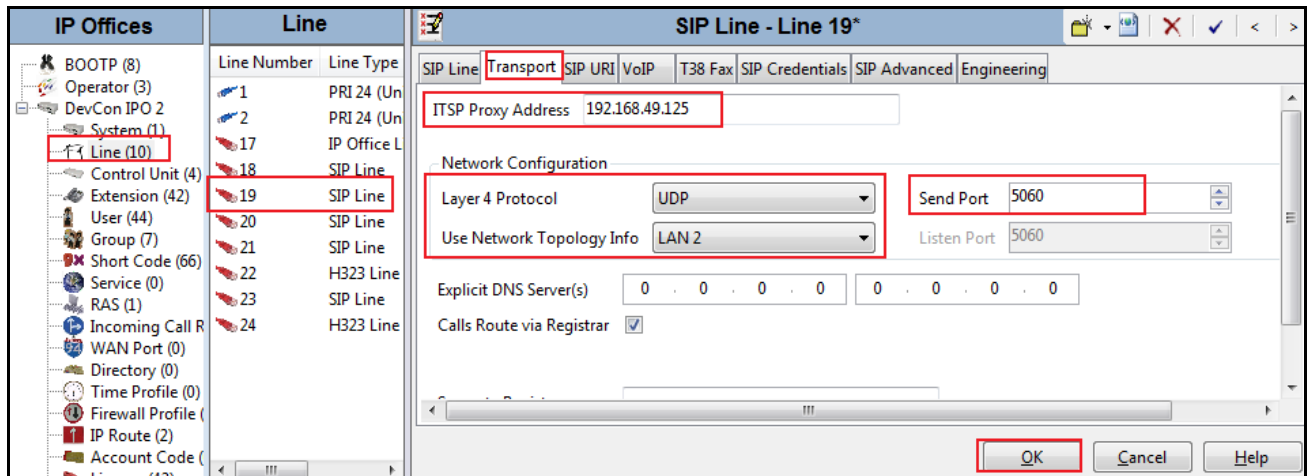 IP Offices
BOOTP (8)
Operator (3)
DevCon IPO 2
System (1)
Line (10)
Control Unit (4)
Extension (42)
User (44)
Group (7)
Short Code (66)
Service (0)
RAS (1)
Incoming Call R
WAN Port (0)
Directory (0)
Time Profile (0)
Firewall Profile (
IP Route (2)
Account Code (
Line
Line Number Line Type
1 PRI 24 (Un
2 PRI 24 (Un
17 IP Office L
18 SIP Line
19 SIP Line
20 SIP Line
21 SIP Line
22 H323 Line
23 SIP Line
24 H323 Line
SIP Line - Line 19*
SIP Line Transport SIP URI VoIP T38 Fax SIP Credentials SIP Advanced Engineering
ITSP Proxy Address 192.168.49.125
Network Configuration
Layer 4 Protocol UDP Send Port 5060
Use Network Topology Info LAN 2 Listen Port 5060
Explicit DNS Server(s) 0 . 0 . 0 . 0 0 . 0 . 0 . 0
Calls Route via Registrar
OK Cancel Help